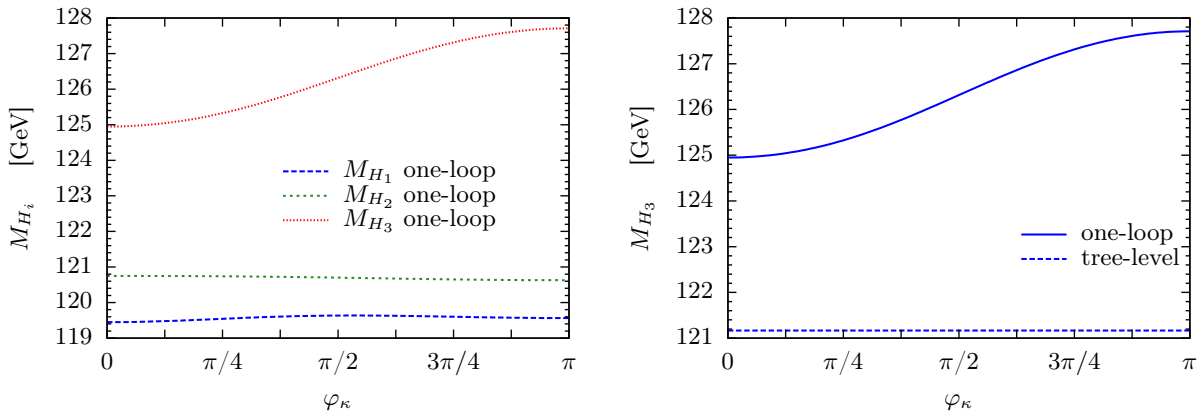 128
127
126
125
124
123
122
121
120
119
M_{H_i} [GeV]
M_{H_1} one-loop
M_{H_2} one-loop
M_{H_3} one-loop
0 π/4 π/2 3π/4 π
φ_κ
128
127
126
125
124
123
122
121
M_{H_3} [GeV]
one-loop
tree-level
0 π/4 π/2 3π/4 π
φ_κ